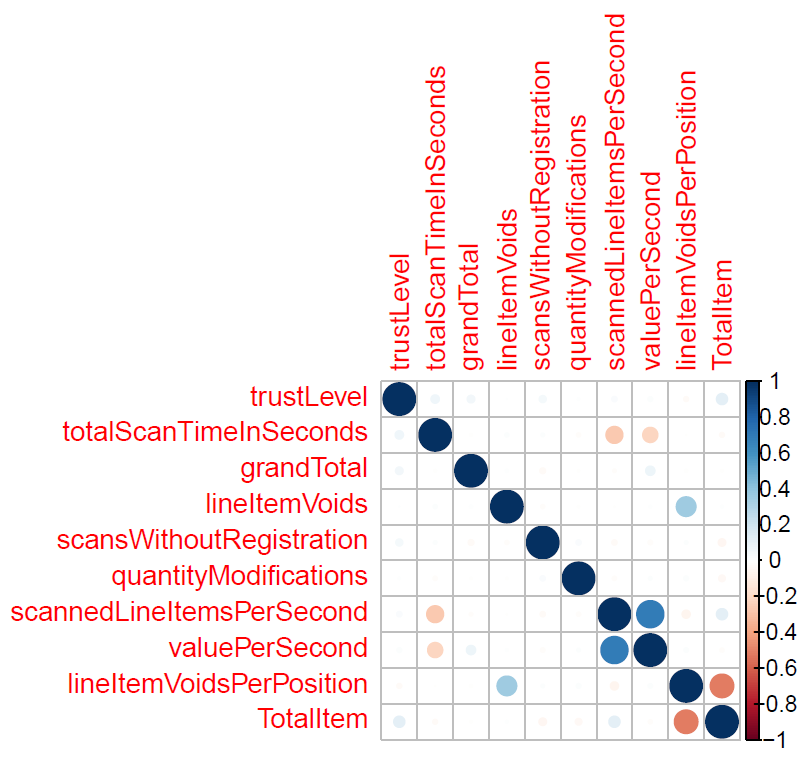 trustLevel
totalScanTimeInSeconds
grandTotal
lineItemVoids
scansWithoutRegistration
quantityModifications
scannedLineItemsPerSecond
valuePerSecond
lineItemVoidsPerPosition
TotalItem
trustLevel
totalScanTimeInSeconds
grandTotal
lineItemVoids
scansWithoutRegistration
quantityModifications
scannedLineItemsPerSecond
valuePerSecond
lineItemVoidsPerPosition
TotalItem
1
0.8
0.6
0.4
0.2
0
−0.2
−0.4
−0.6
−0.8
−1